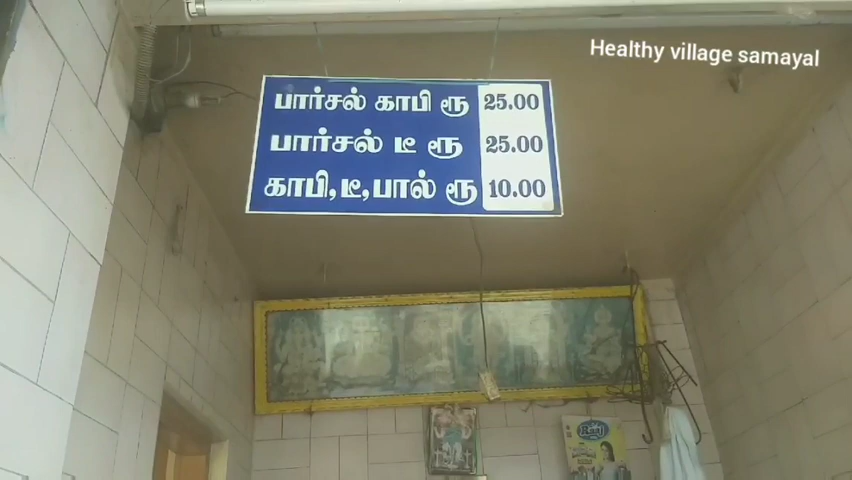 Healthy village samayal
பார்சல் காபி ரூ 25.00
பார்சல் டீ ரூ 25.00
காபி,டீ,பால் ரூ 10.00